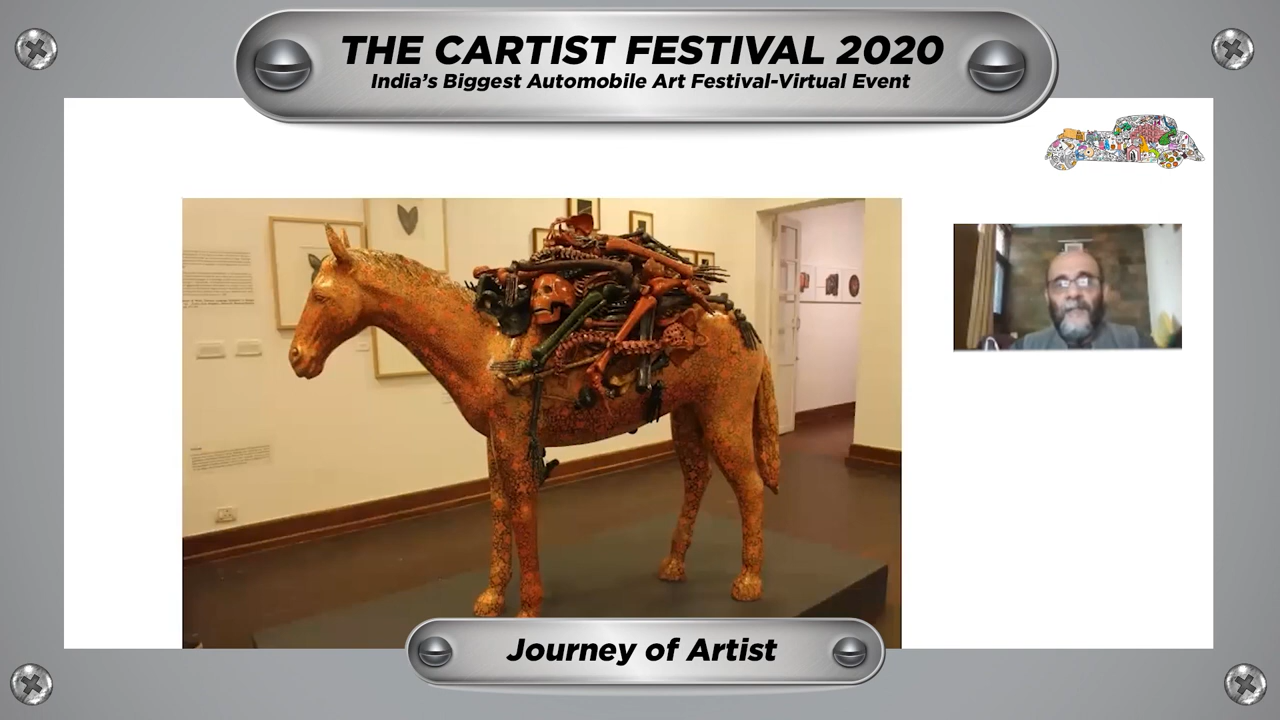 THE CARTIST FESTIVAL 2020
India's Biggest Automobile Art Festival-Virtual Event
Journey of Artist